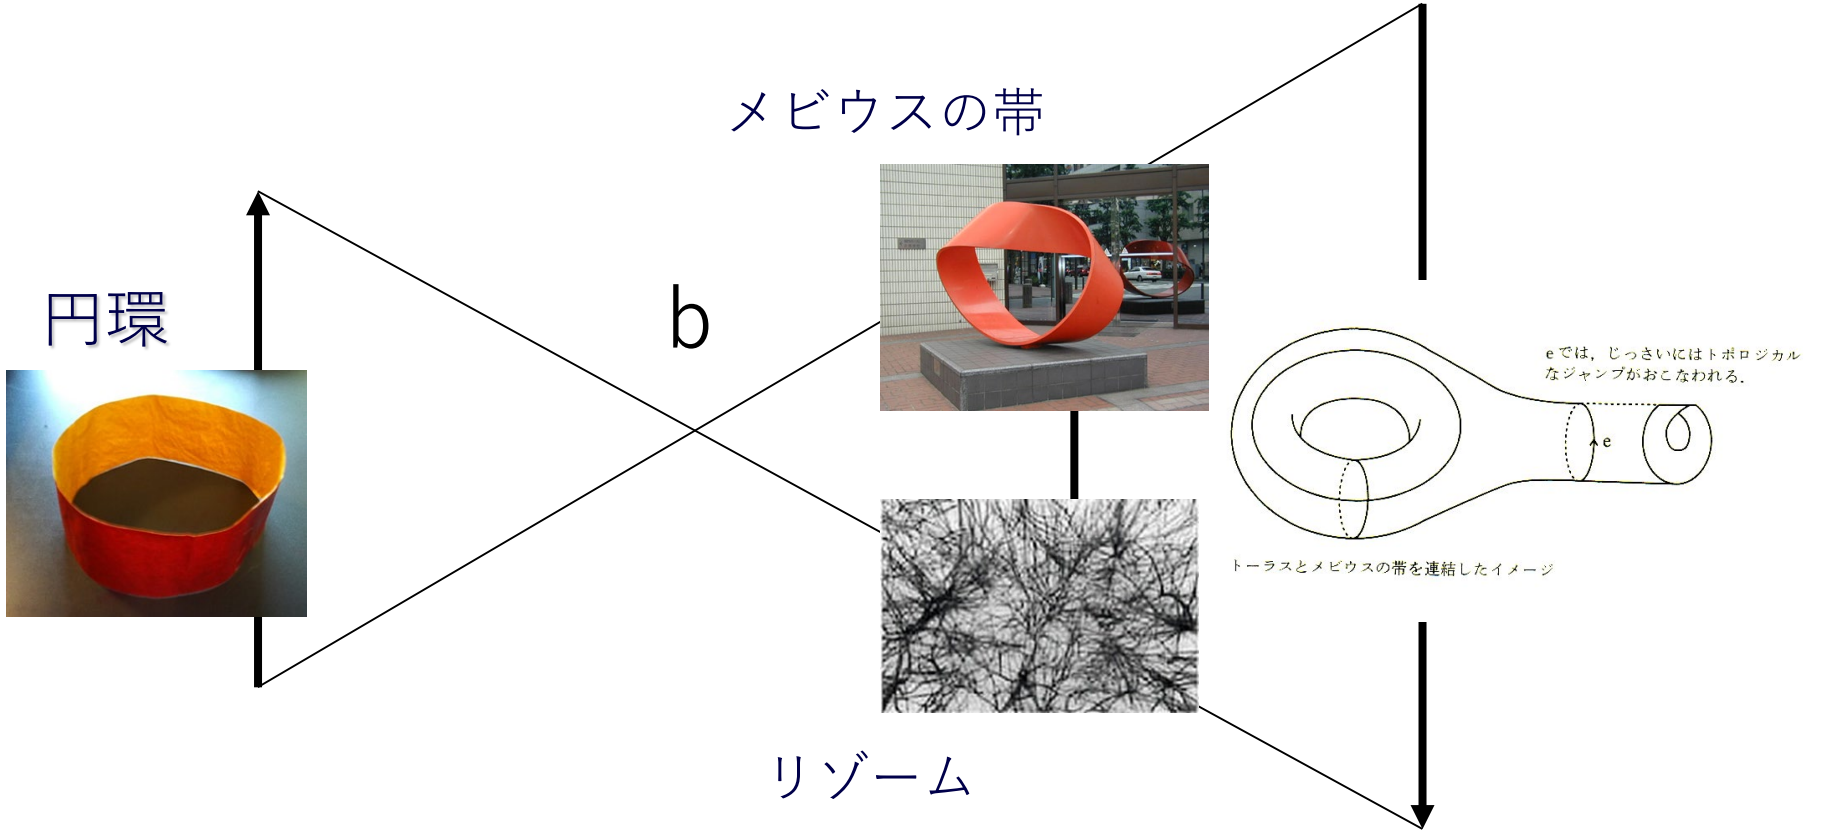 メビウスの帯
円環
b
eでは，じっさいにはトポロジカル
なジャンプがおこなわれる．
e
トーラスとメビウスの帯を連結したイメージ
リゾーム